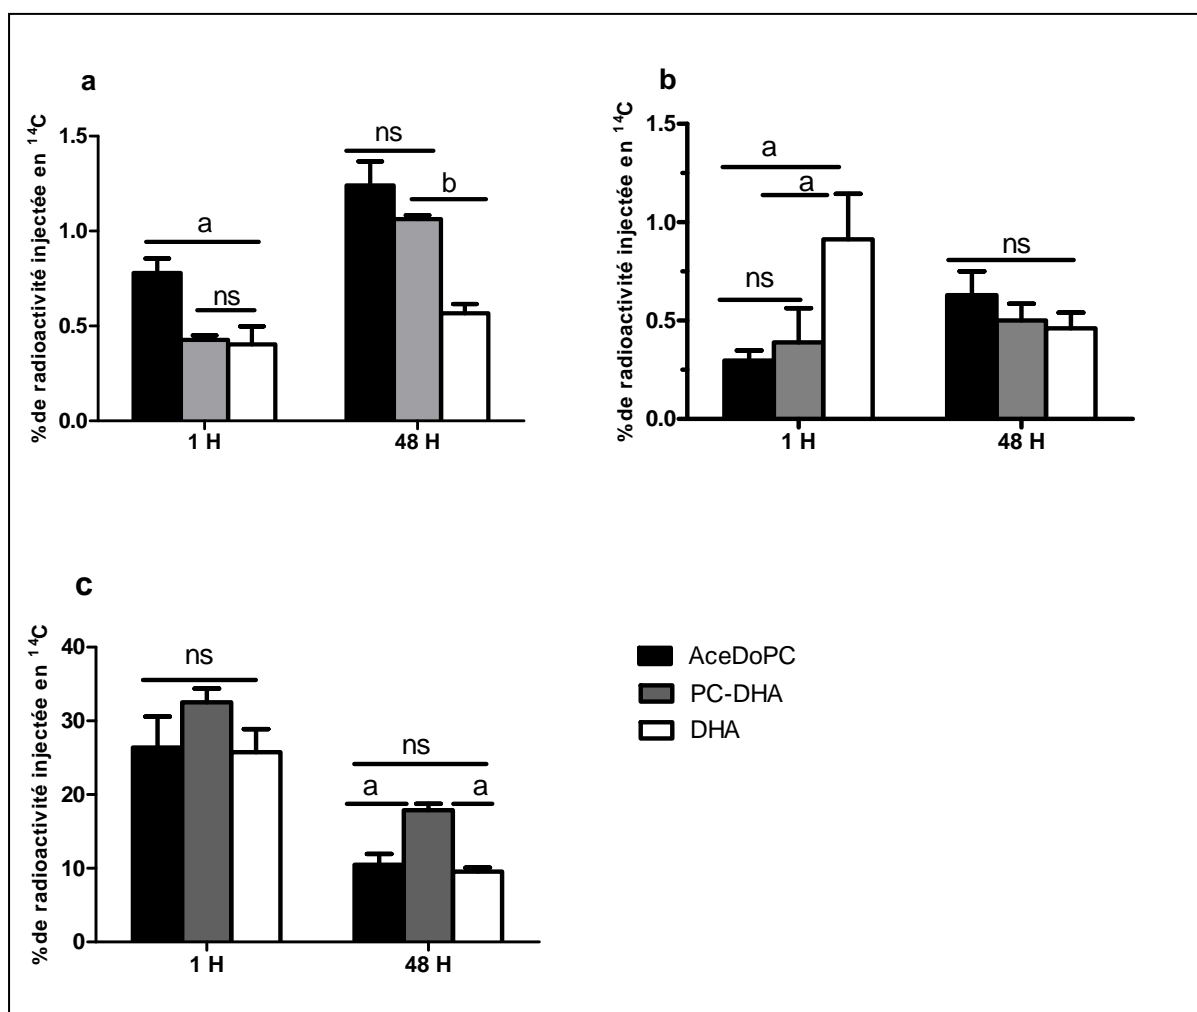 a
%de radioactivité injectée en ¹⁴C
1.5
1.0
0.5
0.0
a
ns
ns
b
1 H
48 H
b
%de radioactivité injectée en ¹⁴C
1.5
1.0
0.5
0.0
a
a
ns
ns
1 H
48 H
c
%de radioactivité injectée en ¹⁴C
40
30
20
10
0
ns
ns
a
a
1 H
48 H
AceDoPC
PC-DHA
DHA